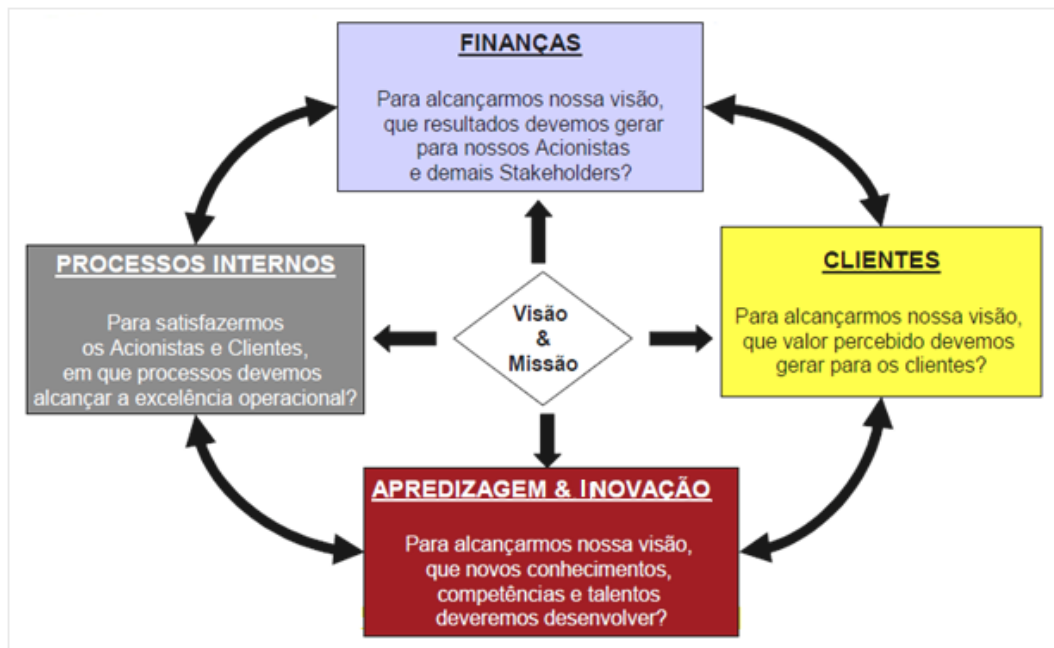 FINANÇAS
Para alcançarmos nossa visão,
que resultados devemos gerar
para nossos Acionistas
e demais Stakeholders?
PROCESSOS INTERNOS
Para satisfazermos
os Acionistas e Clientes,
em que processos devemos
alcançar a excelência operacional?
Visão
&
Missão
CLIENTES
Para alcançarmos nossa visão,
que valor percebido devemos
gerar para os clientes?
APREDIZAGEM & INOVAÇÃO
Para alcançarmos nossa visão,
que novos conhecimentos,
competências e talentos
deveremos desenvolver?